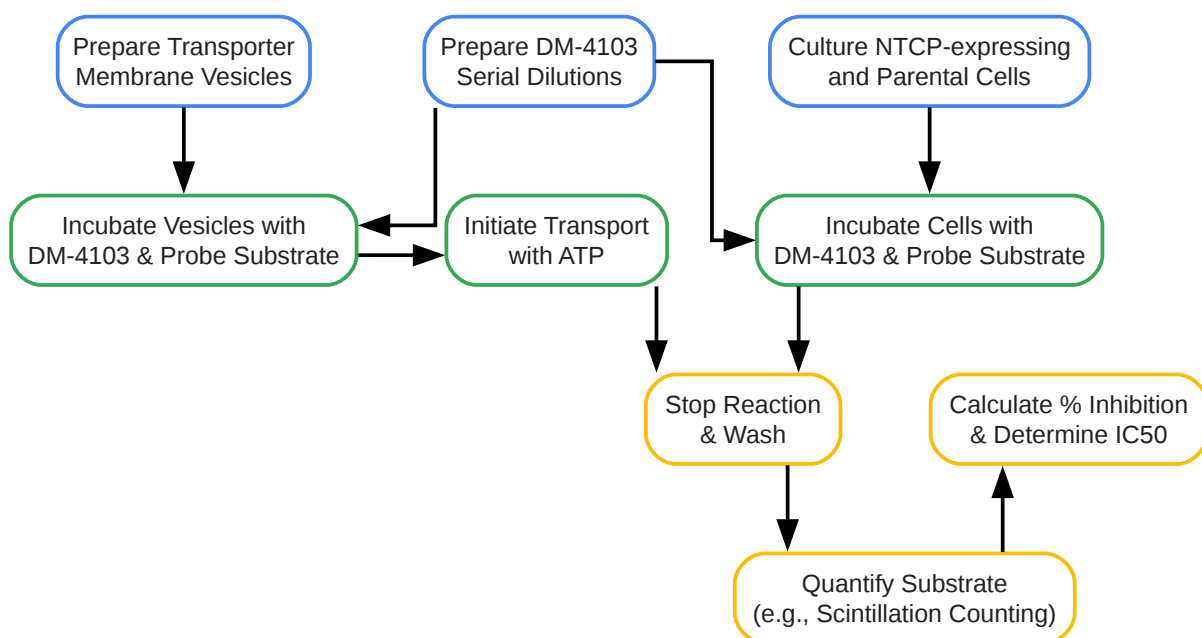 Prepare Transporter
Membrane Vesicles
Prepare DM-4103
Serial Dilutions
Culture NTCP-expressing
and Parental Cells
Incubate Vesicles with
DM-4103 & Probe Substrate
Initiate Transport
with ATP
Incubate Cells with
DM-4103 & Probe Substrate
Stop Reaction
& Wash
Calculate % Inhibition
& Determine IC50
Quantify Substrate
(e.g., Scintillation Counting)